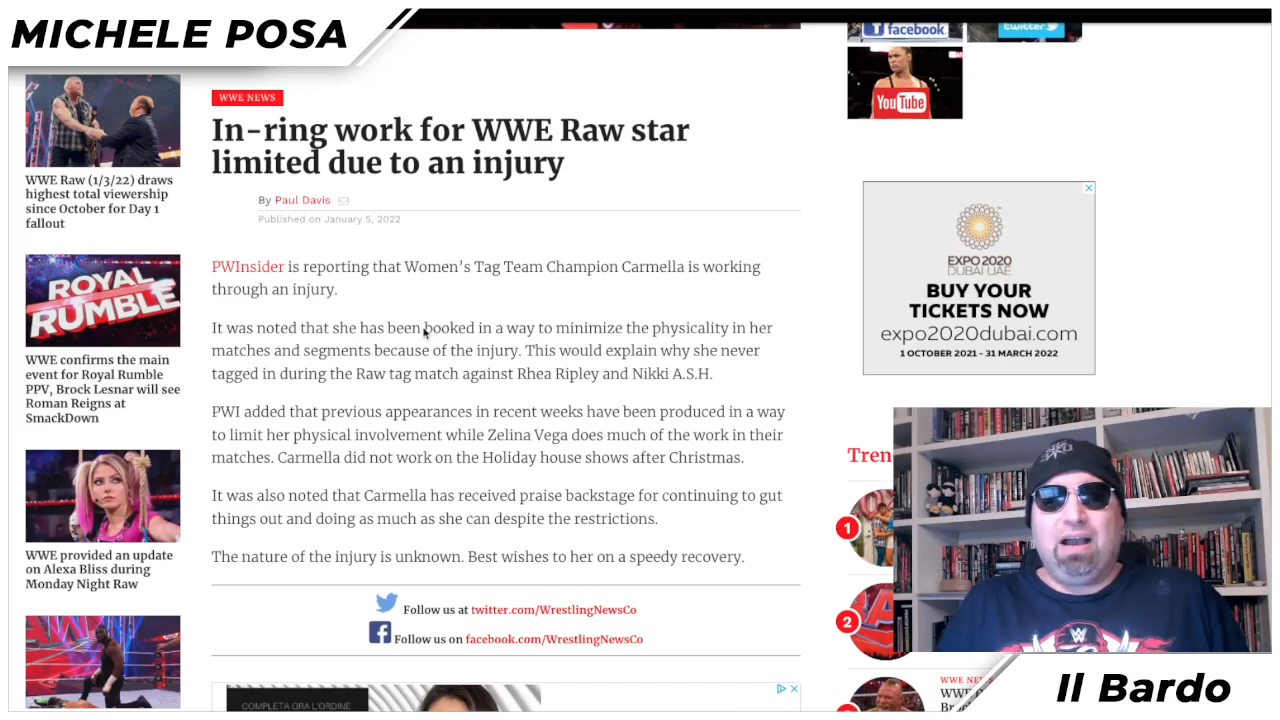 MICHELE POSA
facebook
twitter
YouTube
WWE Raw (1/3/22) draws
highest total viewership
since October for Day 1
fallout
ROYAL
RUMBLE
WWE confirms the main
event for Royal Rumble
PPV, Brock Lesnar will see
Roman Reigns at
SmackDown
WWE provided an update
on Alexa Bliss during
Monday Night Raw
WWE NEWS
In-ring work for WWE Raw star
limited due to an injury
By Paul Davis
Published on January 5, 2022
PWInsider is reporting that Women's Tag Team Champion Carmella is working
through an injury.
It was noted that she has been booked in a way to minimize the physicality in her
matches and segments because of the injury. This would explain why she never
tagged in during the Raw tag match against Rhea Ripley and Nikki A.S.H.
PWI added that previous appearances in recent weeks have been produced in a way
to limit her physical involvement while Zelina Vega does much of the work in their
matches. Carmella did not work on the Holiday house shows after Christmas.
It was also noted that Carmella has received praise backstage for continuing to gut
things out and doing as much as she can despite the restrictions.
The nature of the injury is unknown. Best wishes to her on a speedy recovery.
Follow us at twitter.com/WrestlingNewsCo
Follow us on facebook.com/WrestlingNewsCo
COMPLETA ORA L'ORDINE
EXPO 2020
DUBAI UAE
BUY YOUR
TICKETS NOW
expo2020dubai.com
1 OCTOBER 2021 - 31 MARCH 2022
Tren
1
2
WWE NEW
WWE
Il Bardo